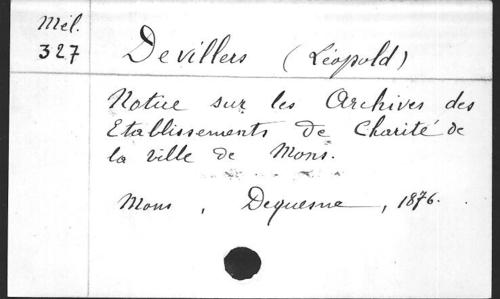 Mél.
327
Devillers (Léopold)
Notice sur les Archives des
Etablissements de Charité de
la ville de Mons.
Mons, Dequesne, 1876.